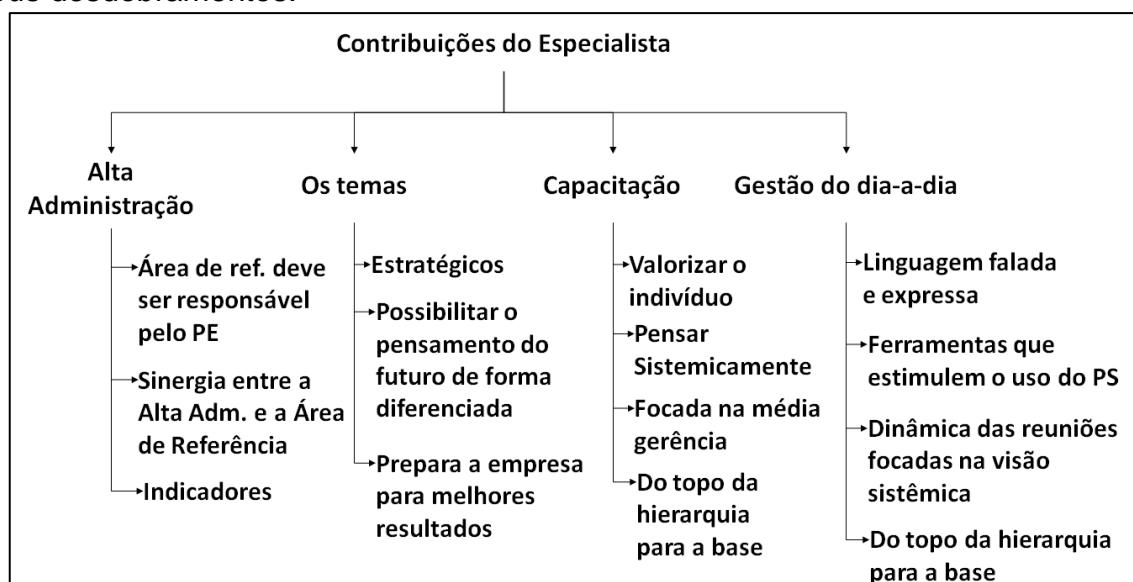 Contribuições do Especialista
Alta
Administração
Área de ref. deve
ser responsável
pelo PE
Sinergia entre a
Alta Adm. e a Área
de Referência
Indicadores
Os temas
Estratégicos
Possibilitar o
pensamento do
futuro de forma
diferenciada
Prepara a empresa
para melhores
resultados
Capacitação
Valorizar o
indivíduo
Pensar
Sistemicamente
Focada na média
gerência
Do topo da
hierarquia
para a base
Gestão do dia-a-dia
Linguagem falada
e expressa
Ferramentas que
estimulem o uso do PS
Dinâmica das reuniões
focadas na visão
sistêmica
Do topo da hierarquia
para a base